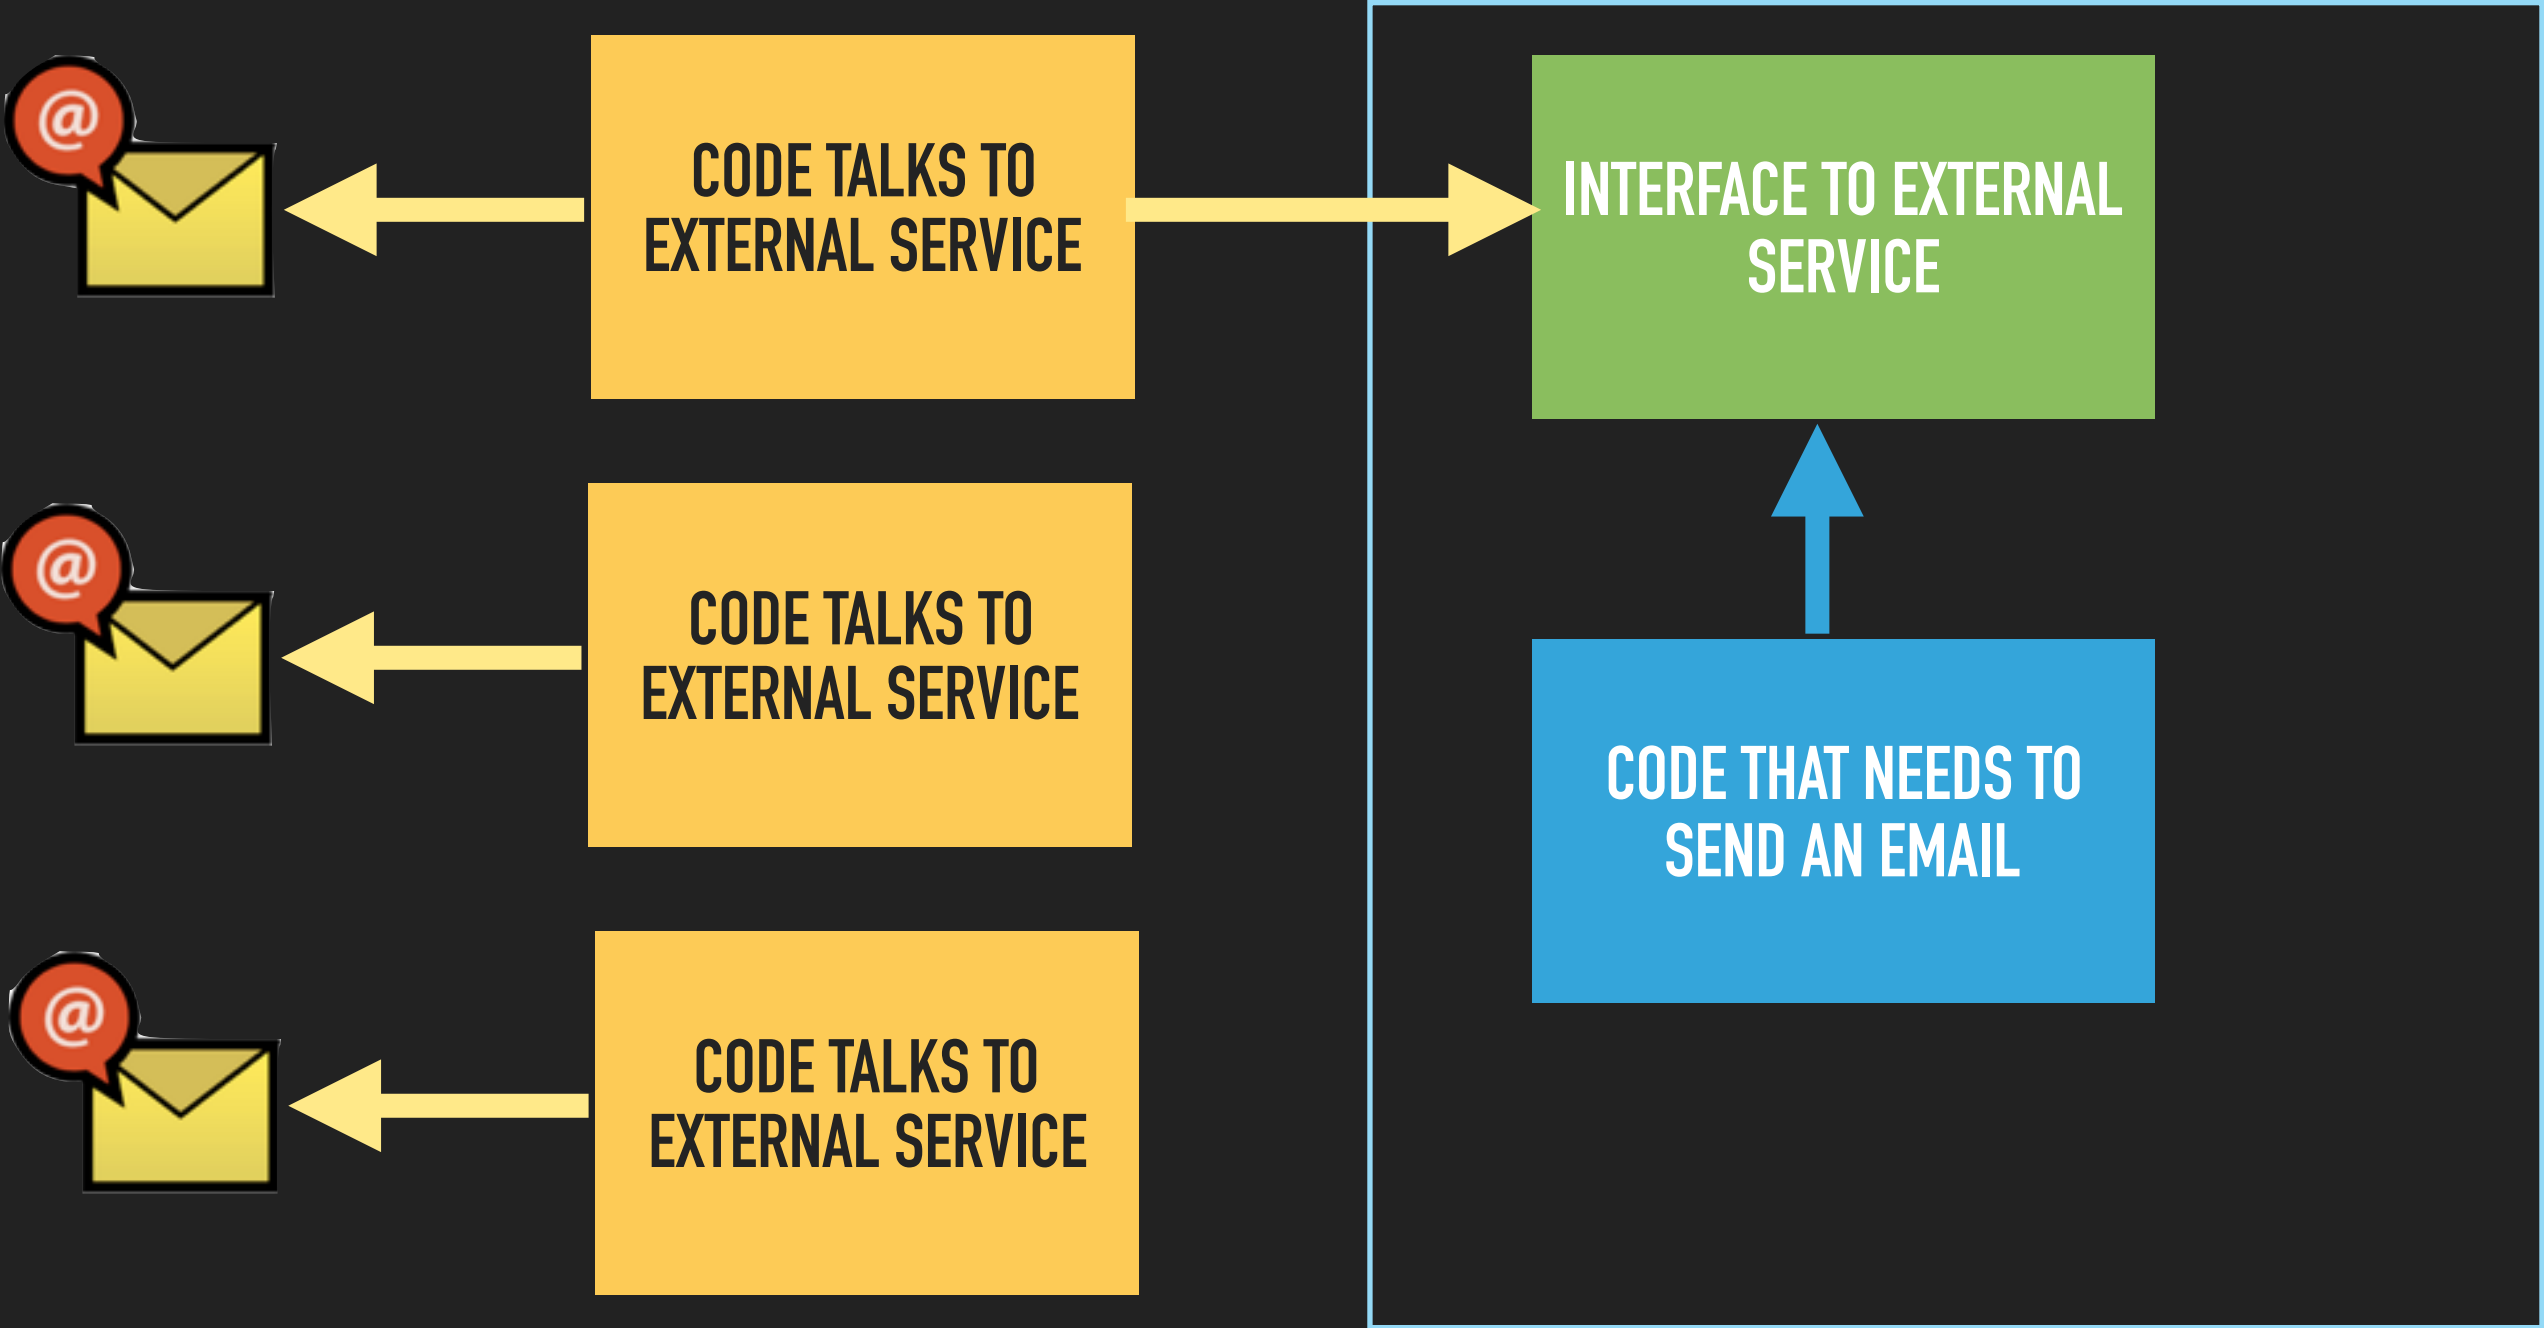 @
CODE TALKS TO
EXTERNAL SERVICE
INTERFACE TO EXTERNAL
SERVICE
@
CODE TALKS TO
EXTERNAL SERVICE
CODE THAT NEEDS TO
SEND AN EMAIL
@
CODE TALKS TO
EXTERNAL SERVICE